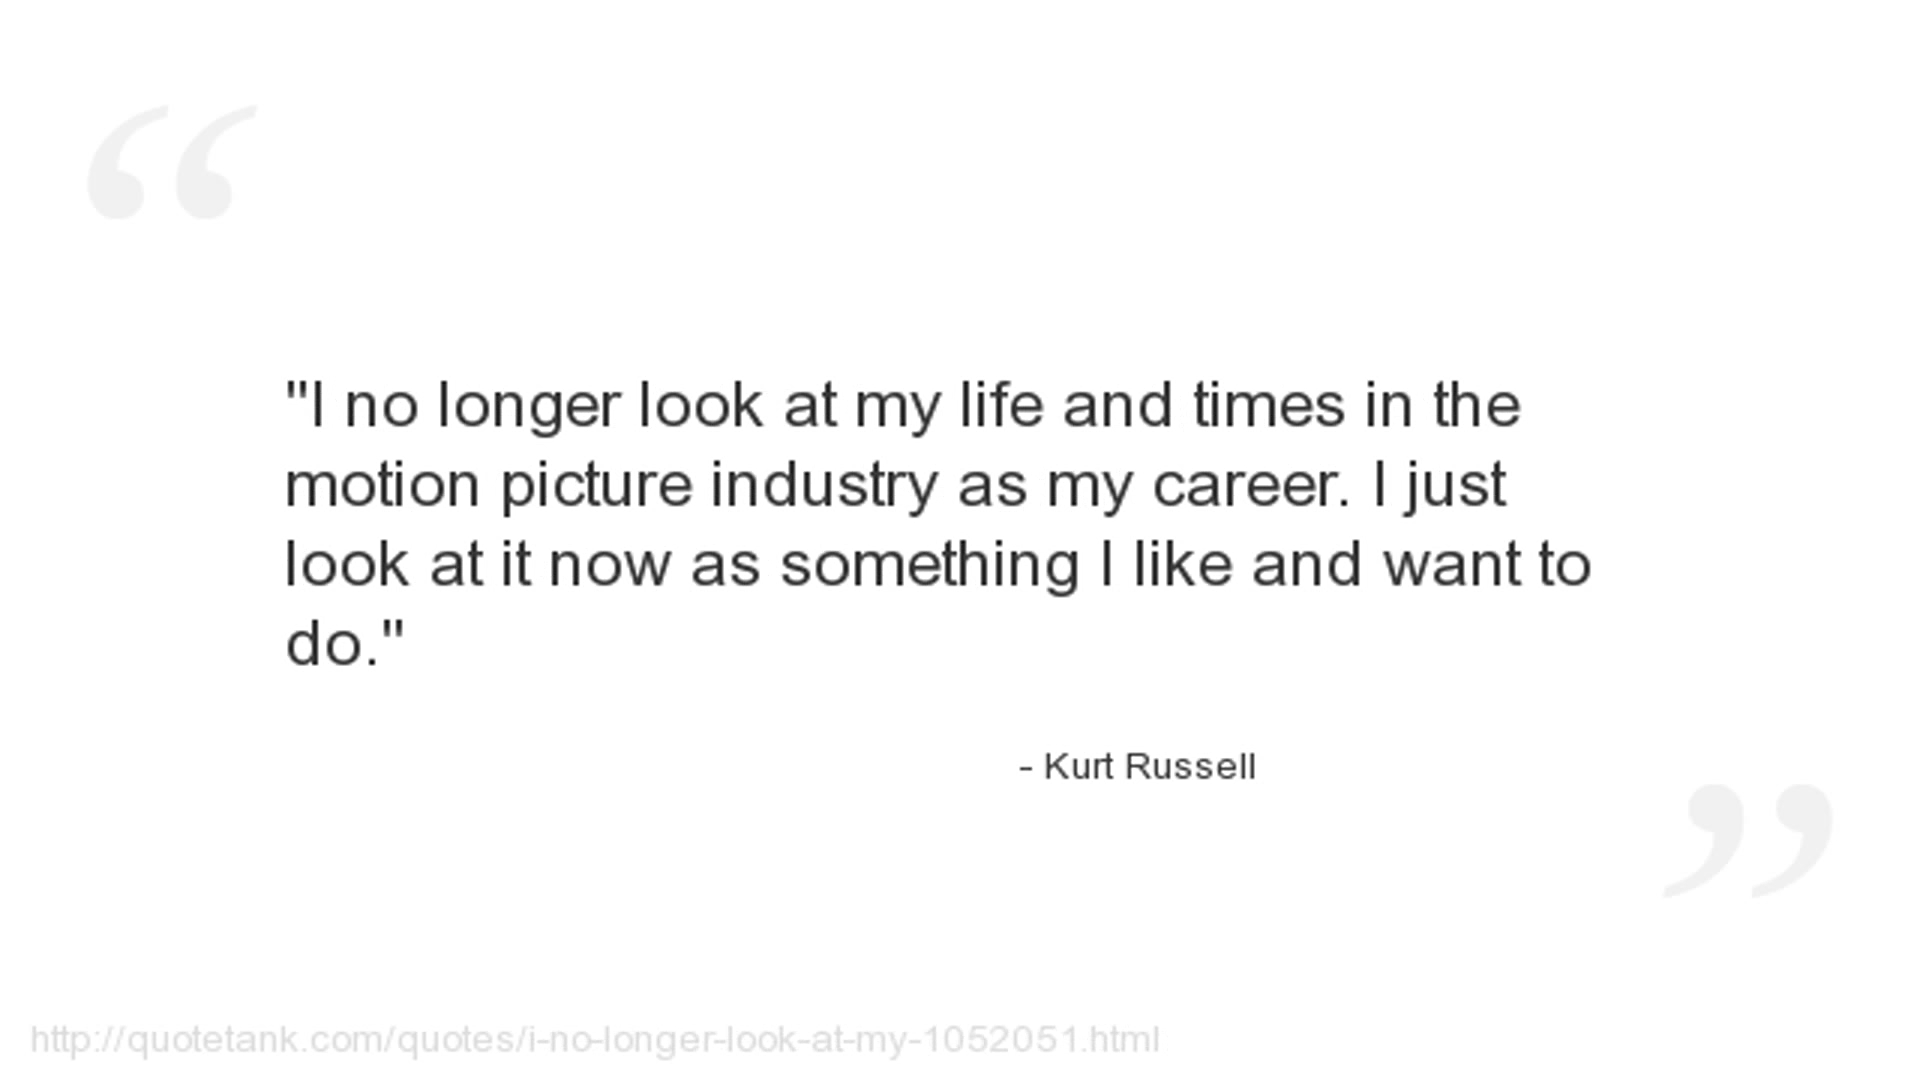 "I no longer look at my life and times in the
motion picture industry as my career. I just
look at it now as something I like and want to
do."
- Kurt Russell
http://quotetank.com/quotes/i-no-longer-look-at-my-1052051.html